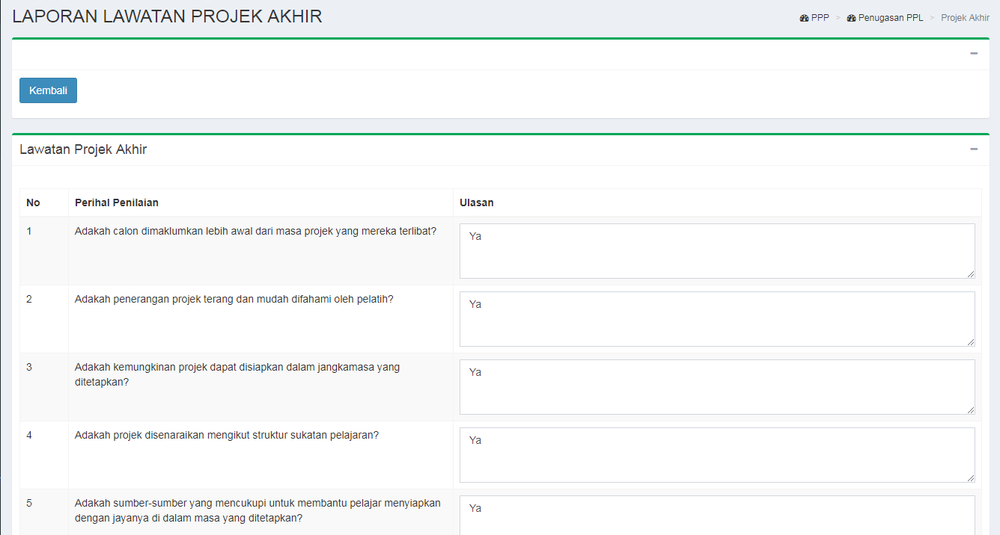 LAPORAN LAWATAN PROJEK AKHIR
PPP > Penugasan PPL > Projek Akhir
Kembali
Lawatan Projek Akhir
No Perihal Penilaian Ulasan
1 Adakah calon dimaklumkan lebih awal dari masa projek yang mereka terlibat? Ya
2 Adakah penerangan projek terang dan mudah difahami oleh pelatih? Ya
3 Adakah kemungkinan projek dapat disiapkan dalam jangkamasa yang Ya
ditetapkan?
4 Adakah projek disenaraikan mengikut struktur sukatan pelajaran? Ya
5 Adakah sumber-sumber yang mencukupi untuk membantu pelajar menyiapkan Ya
dengan jayanya di dalam masa yang ditetapkan?